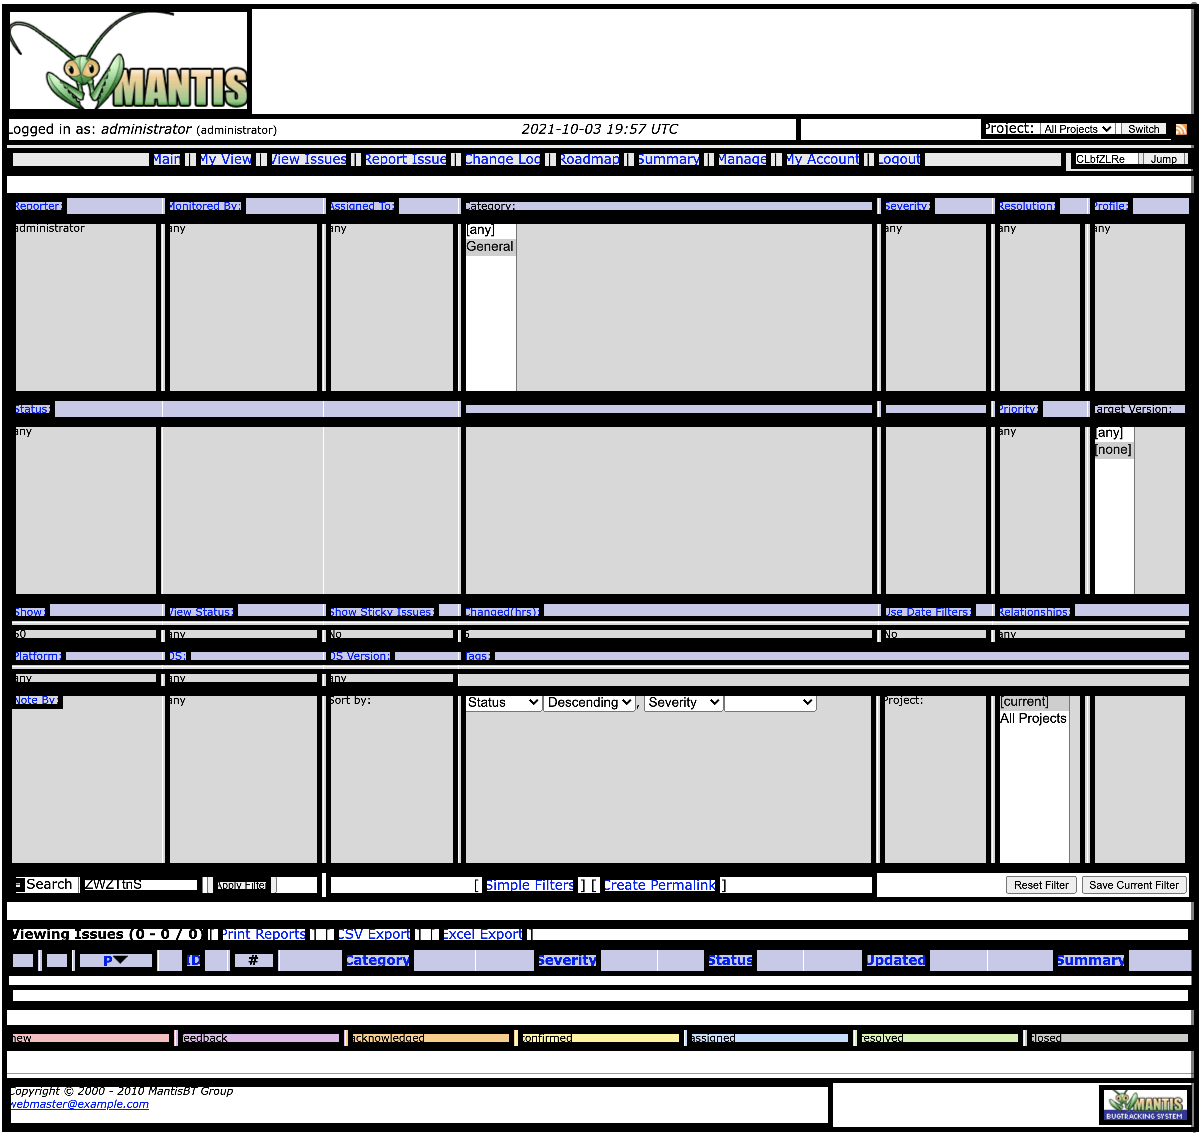 MANTIS
Logged in as: administrator (administrator) 2021-10-03 19:57 UTC Project: All Projects Switch
Main | My View | View Issues | Report Issue | Change Log | Roadmap | Summary | Manage | My Account | Logout CLbfZLRe Jump
Reporter: Monitored By: Assigned To: Category: Severity: Resolution: Profile:
administrator any any [any] any any any
General
Status: Priority: Target Version:
any any [any]
[none]
Show: View Status: Show Sticky Issues: Changed(hrs): Use Date Filters: Relationships:
50 any No 6 No any
Platform: OS: OS Version: Tags:
any any any
Note By: any Sort by: Status Descending , Severity Project: [current]
All Projects
Search ZWZTtnS Apply Filter [ Simple Filters ] [ Create Permalink ] Reset Filter Save Current Filter
Viewing Issues (0 - 0 / 0) [ Print Reports ] [ CSV Export ] [ Excel Export ]
P ID # Category Severity Status Updated Summary
new feedback acknowledged confirmed assigned resolved closed
Copyright © 2000 - 2010 MantisBT Group
webmaster@example.com
MANTIS
BUGTRACKING SYSTEM